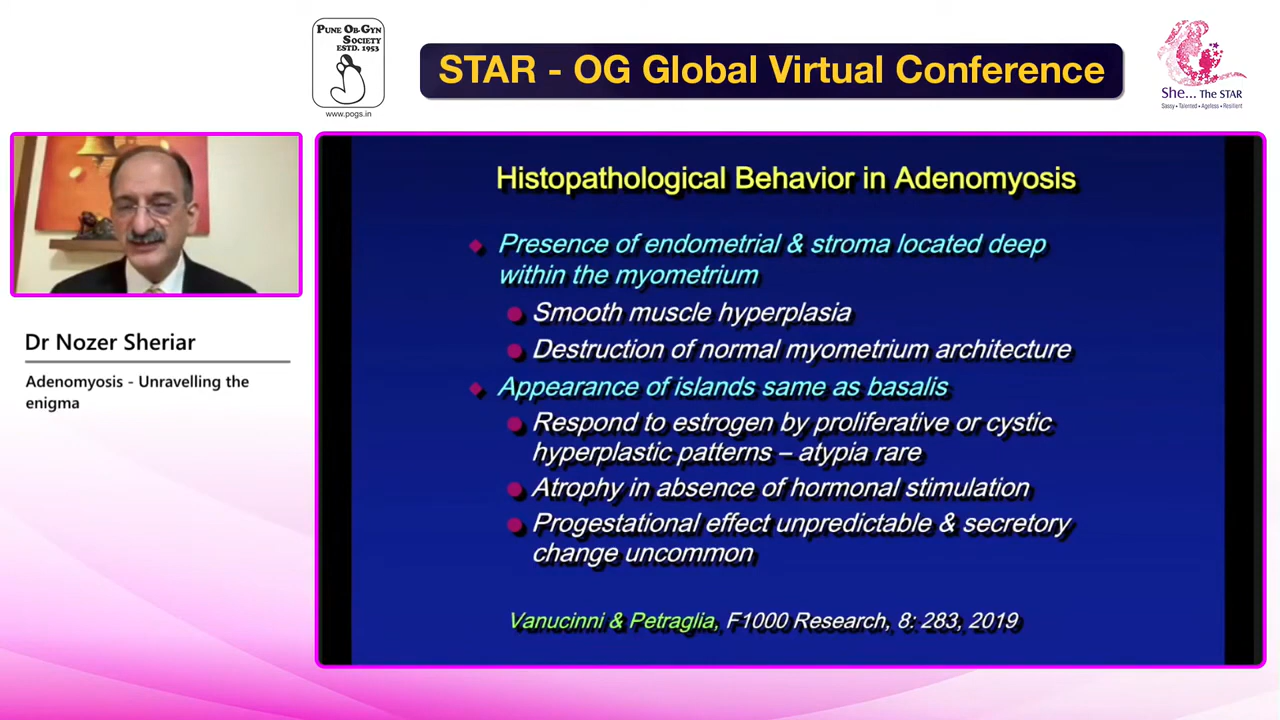 PUNE OB-GYN
SOCIETY
ESTD. 1953
www.pogs.in
STAR - OG Global Virtual Conference
She... The STAR
Sassy • Talented • Ageless • Resilient
Dr Nozer Sheriar
Adenomyosis - Unravelling the
enigma
Histopathological Behavior in Adenomyosis
Presence of endometrial & stroma located deep
within the myometrium
Smooth muscle hyperplasia
Destruction of normal myometrium architecture
Appearance of islands same as basalis
Respond to estrogen by proliferative or cystic
hyperplastic patterns – atypia rare
Atrophy in absence of hormonal stimulation
Progestational effect unpredictable & secretory
change uncommon
Vanucinni & Petraglia, F1000 Research, 8: 283, 2019